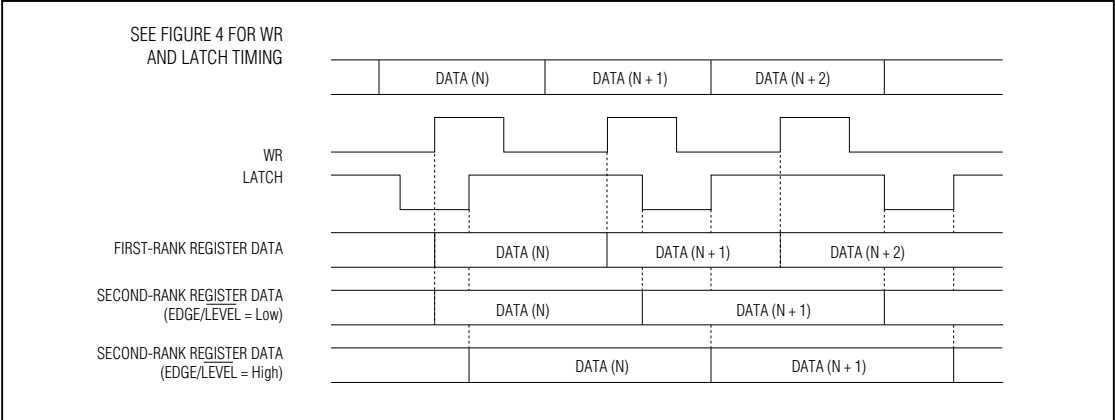 SEE FIGURE 4 FOR WR
AND LATCH TIMING
DATA (N)
DATA (N + 1)
DATA (N + 2)
WR
LATCH
FIRST-RANK REGISTER DATA
DATA (N)
DATA (N + 1)
DATA (N + 2)
SECOND-RANK REGISTER DATA
(EDGE/LEVEL = Low)
DATA (N)
DATA (N + 1)
SECOND-RANK REGISTER DATA
(EDGE/LEVEL = High)
DATA (N)
DATA (N + 1)